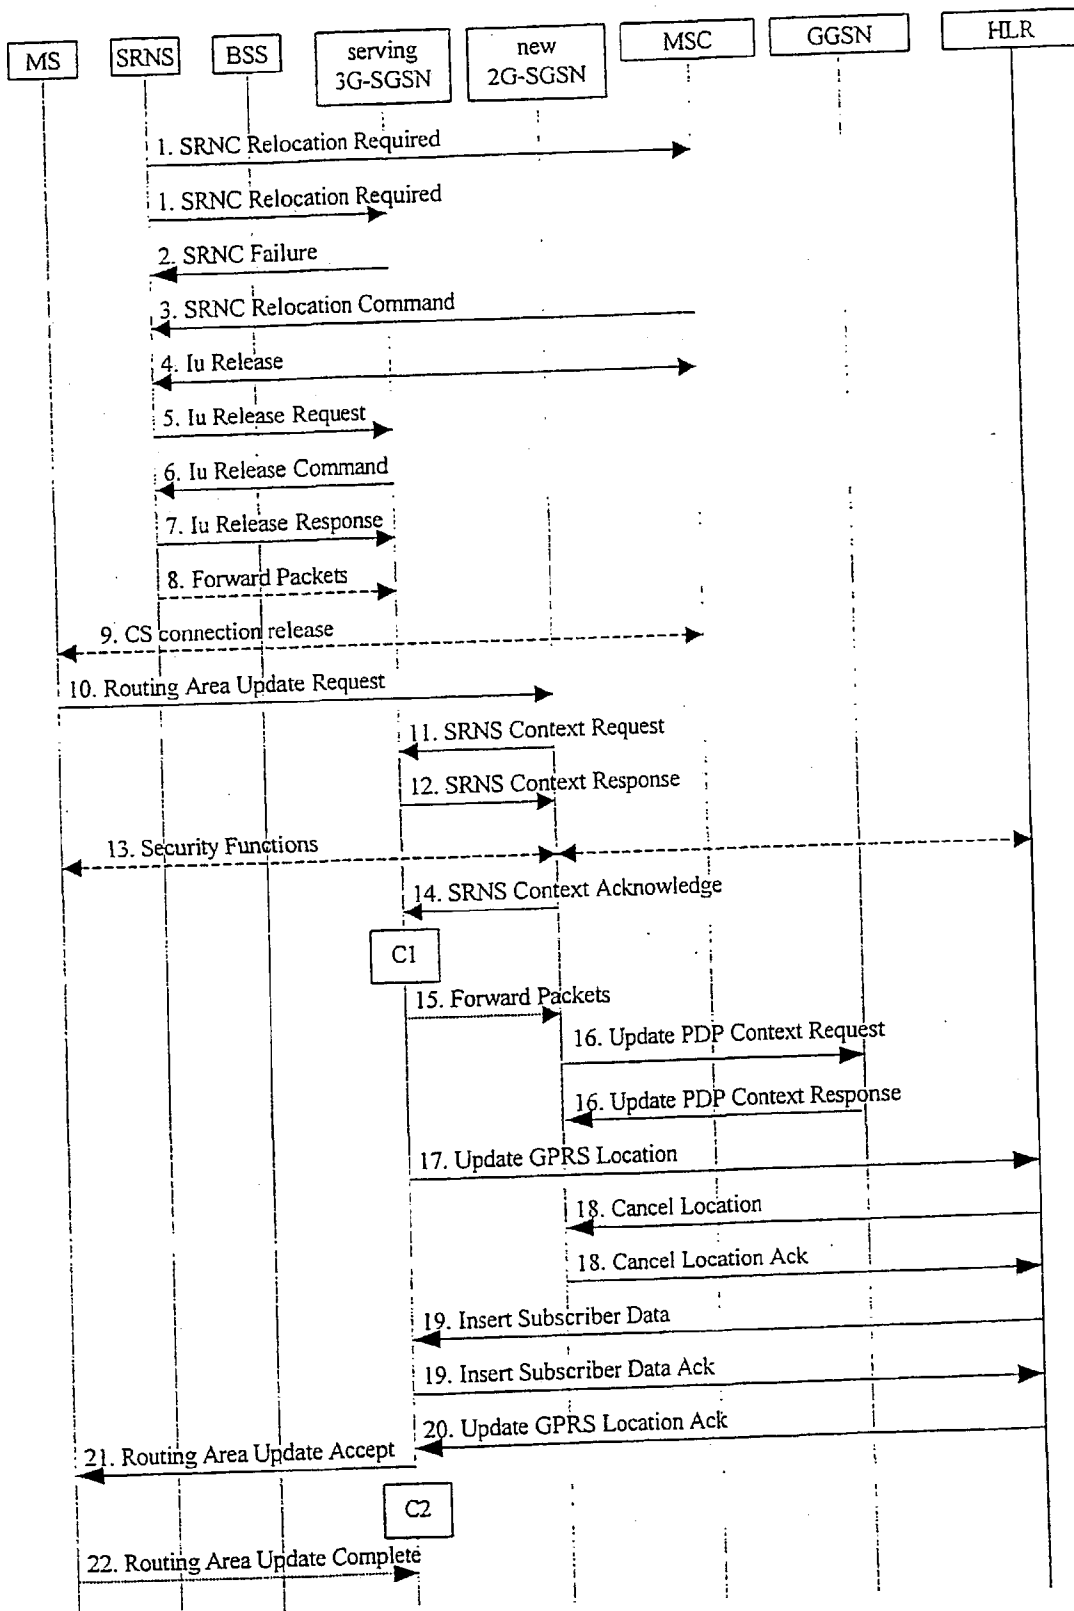 MS
SRNS
BSS
serving
3G-SGSN
new
2G-SGSN
MSC
GGSN
HLR
1. SRNC Relocation Required
1. SRNC Relocation Required
2. SRNC Failure
3. SRNC Relocation Command
4. Iu Release
5. Iu Release Request
6. Iu Release Command
7. Iu Release Response
8. Forward Packets
9. CS connection release
10. Routing Area Update Request
11. SRNS Context Request
12. SRNS Context Response
13. Security Functions
14. SRNS Context Acknowledge
C1
15. Forward Packets
16. Update PDP Context Request
16. Update PDP Context Response
17. Update GPRS Location
18. Cancel Location
18. Cancel Location Ack
19. Insert Subscriber Data
19. Insert Subscriber Data Ack
20. Update GPRS Location Ack
21. Routing Area Update Accept
C2
22. Routing Area Update Complete